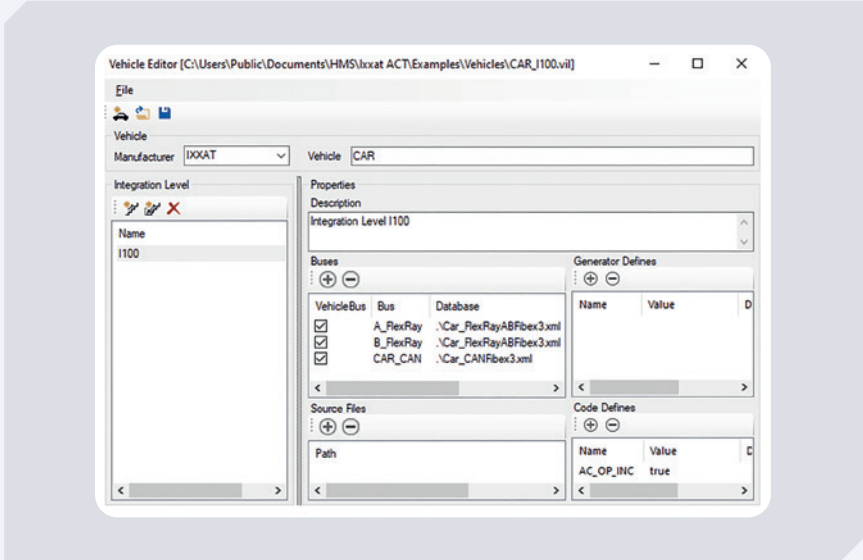 Vehicle Editor [C:\Users\Public\Documents\HMS\Ixxat ACT\Examples\Vehicles\CAR_I100.vil]
File
Vehicle
Manufacturer IXXAT Vehicle CAR
Integration Level
Name
I100
Properties
Description
Integration Level I100
Buses
VehicleBus Bus Database
A_FlexRay .\Car_FlexRayABFibex3.xml
B_FlexRay .\Car_FlexRayABFibex3.xml
CAR_CAN .\Car_CANFibex3.xml
Generator Defines
Name Value D
Source Files
Path
Code Defines
Name Value D
AC_OP_INC true